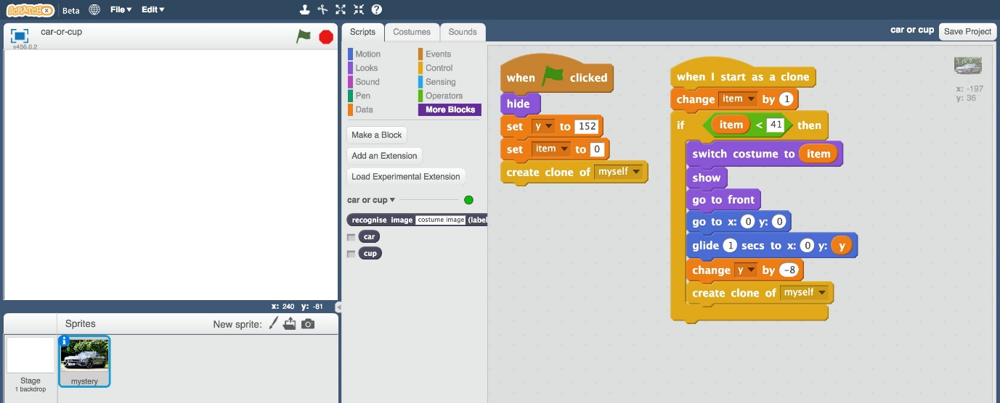 SCRATCHX Beta File▼ Edit▼
car-or-cup
v456.0.2
Scripts Costumes Sounds
car or cup Save Project
Motion Events
Looks Control
Sound Sensing
Pen Operators
Data More Blocks
Make a Block
Add an Extension
Load Experimental Extension
car or cup ▼
recognise image costume image (label
car
cup
when clicked
hide
set y ▼ to 152
set item ▼ to 0
create clone of myself ▼
when I start as a clone
change item ▼ by 1
if item < 41 then
switch costume to item
show
go to front
go to x: 0 y: 0
glide 1 secs to x: 0 y: y
change y ▼ by -8
create clone of myself ▼
x: -197
y: 36
x: 240 y: -81
Sprites New sprite:
Stage
1 backdrop
mystery